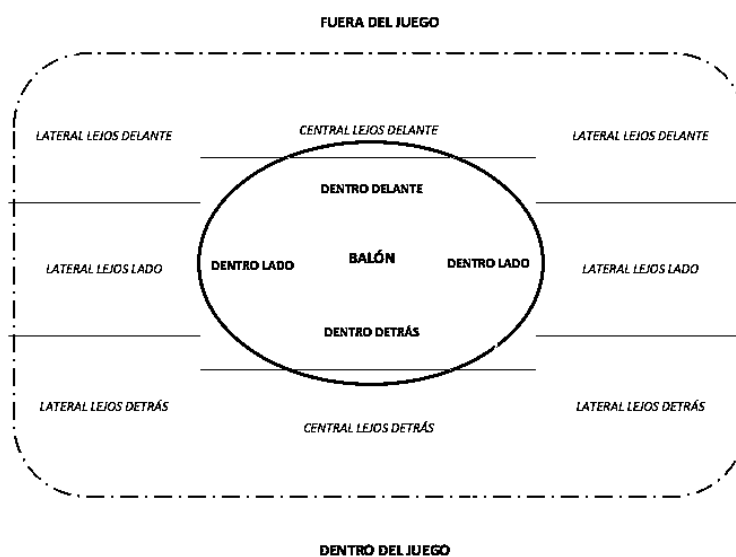 FUERA DEL JUEGO
LATERAL LEJOS DELANTE
CENTRAL LEJOS DELANTE
LATERAL LEJOS DELANTE
DENTRO DELANTE
LATERAL LEJOS LADO
DENTRO LADO
BALÓN
DENTRO LADO
LATERAL LEJOS LADO
DENTRO DETRÁS
LATERAL LEJOS DETRÁS
CENTRAL LEJOS DETRÁS
LATERAL LEJOS DETRÁS
DENTRO DEL JUEGO